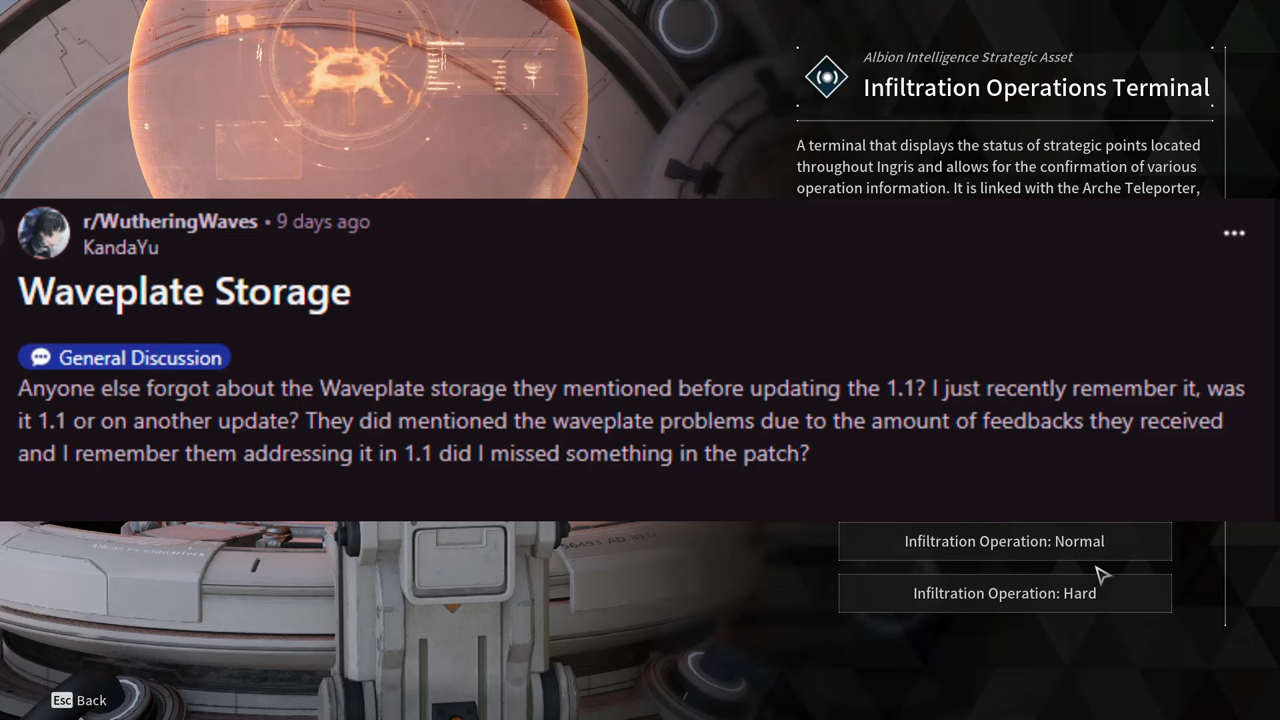 Albion Intelligence Strategic Asset
Infiltration Operations Terminal
A terminal that displays the status of strategic points located
throughout Ingris and allows for the confirmation of various
operation information. It is linked with the Arche Teleporter,
r/WutheringWaves • 9 days ago
KandaYu
Waveplate Storage
General Discussion
Anyone else forgot about the Waveplate storage they mentioned before updating the 1.1? I just recently remember it, was
it 1.1 or on another update? They did mentioned the waveplate problems due to the amount of feedbacks they received
and I remember them addressing it in 1.1 did I missed something in the patch?
Infiltration Operation: Normal
Infiltration Operation: Hard
Esc Back